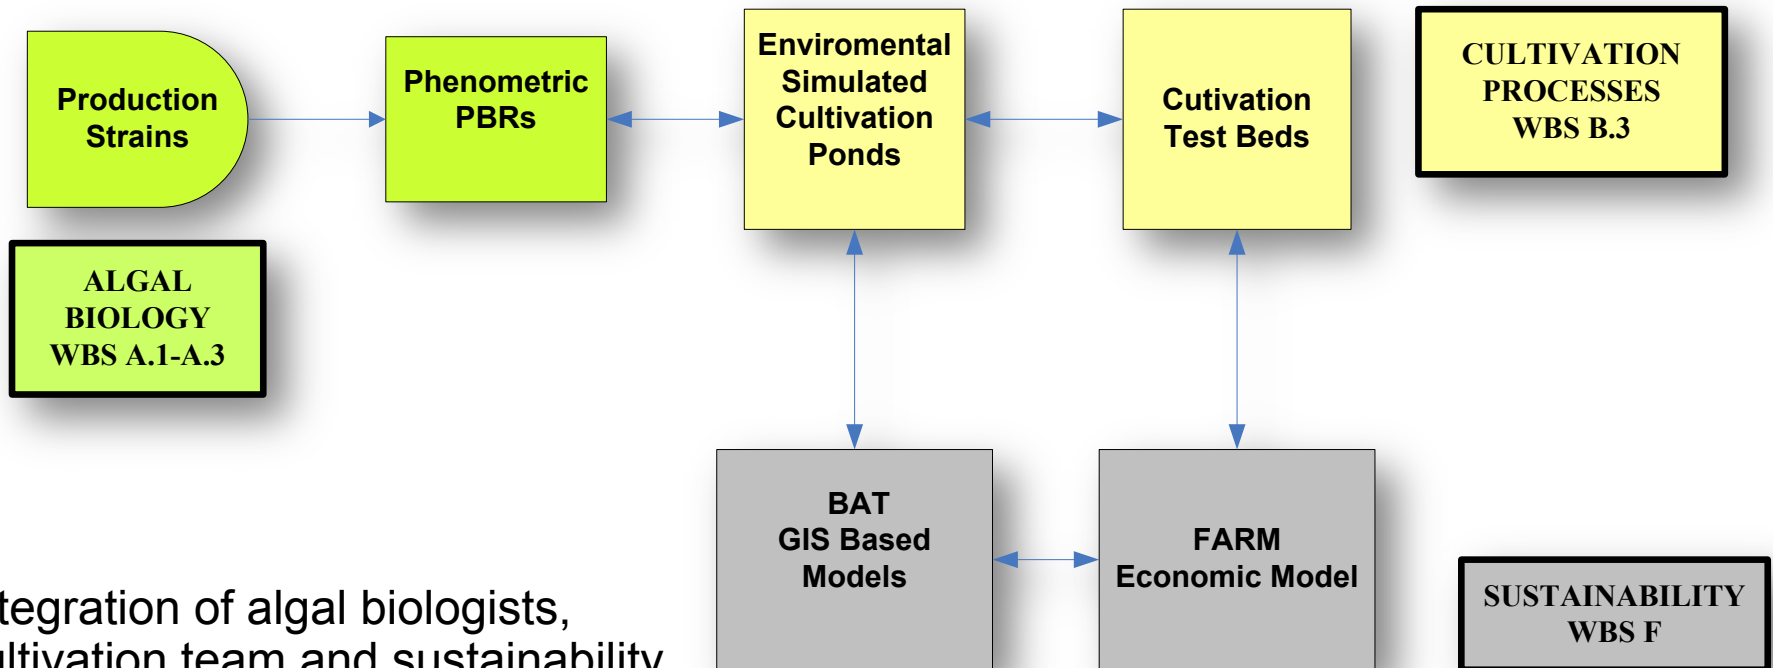 Production
Strains
Phenometric
PBRs
Enviromental
Simulated
Cultivation
Ponds
Cutivation
Test Beds
CULTIVATION
PROCESSES
WBS B.3
ALGAL
BIOLOGY
WBS A.1-A.3
BAT
GIS Based
Models
FARM
Economic Model
SUSTAINABILITY
WBS F
tegration of algal biologists,
ultivation team and sustainability